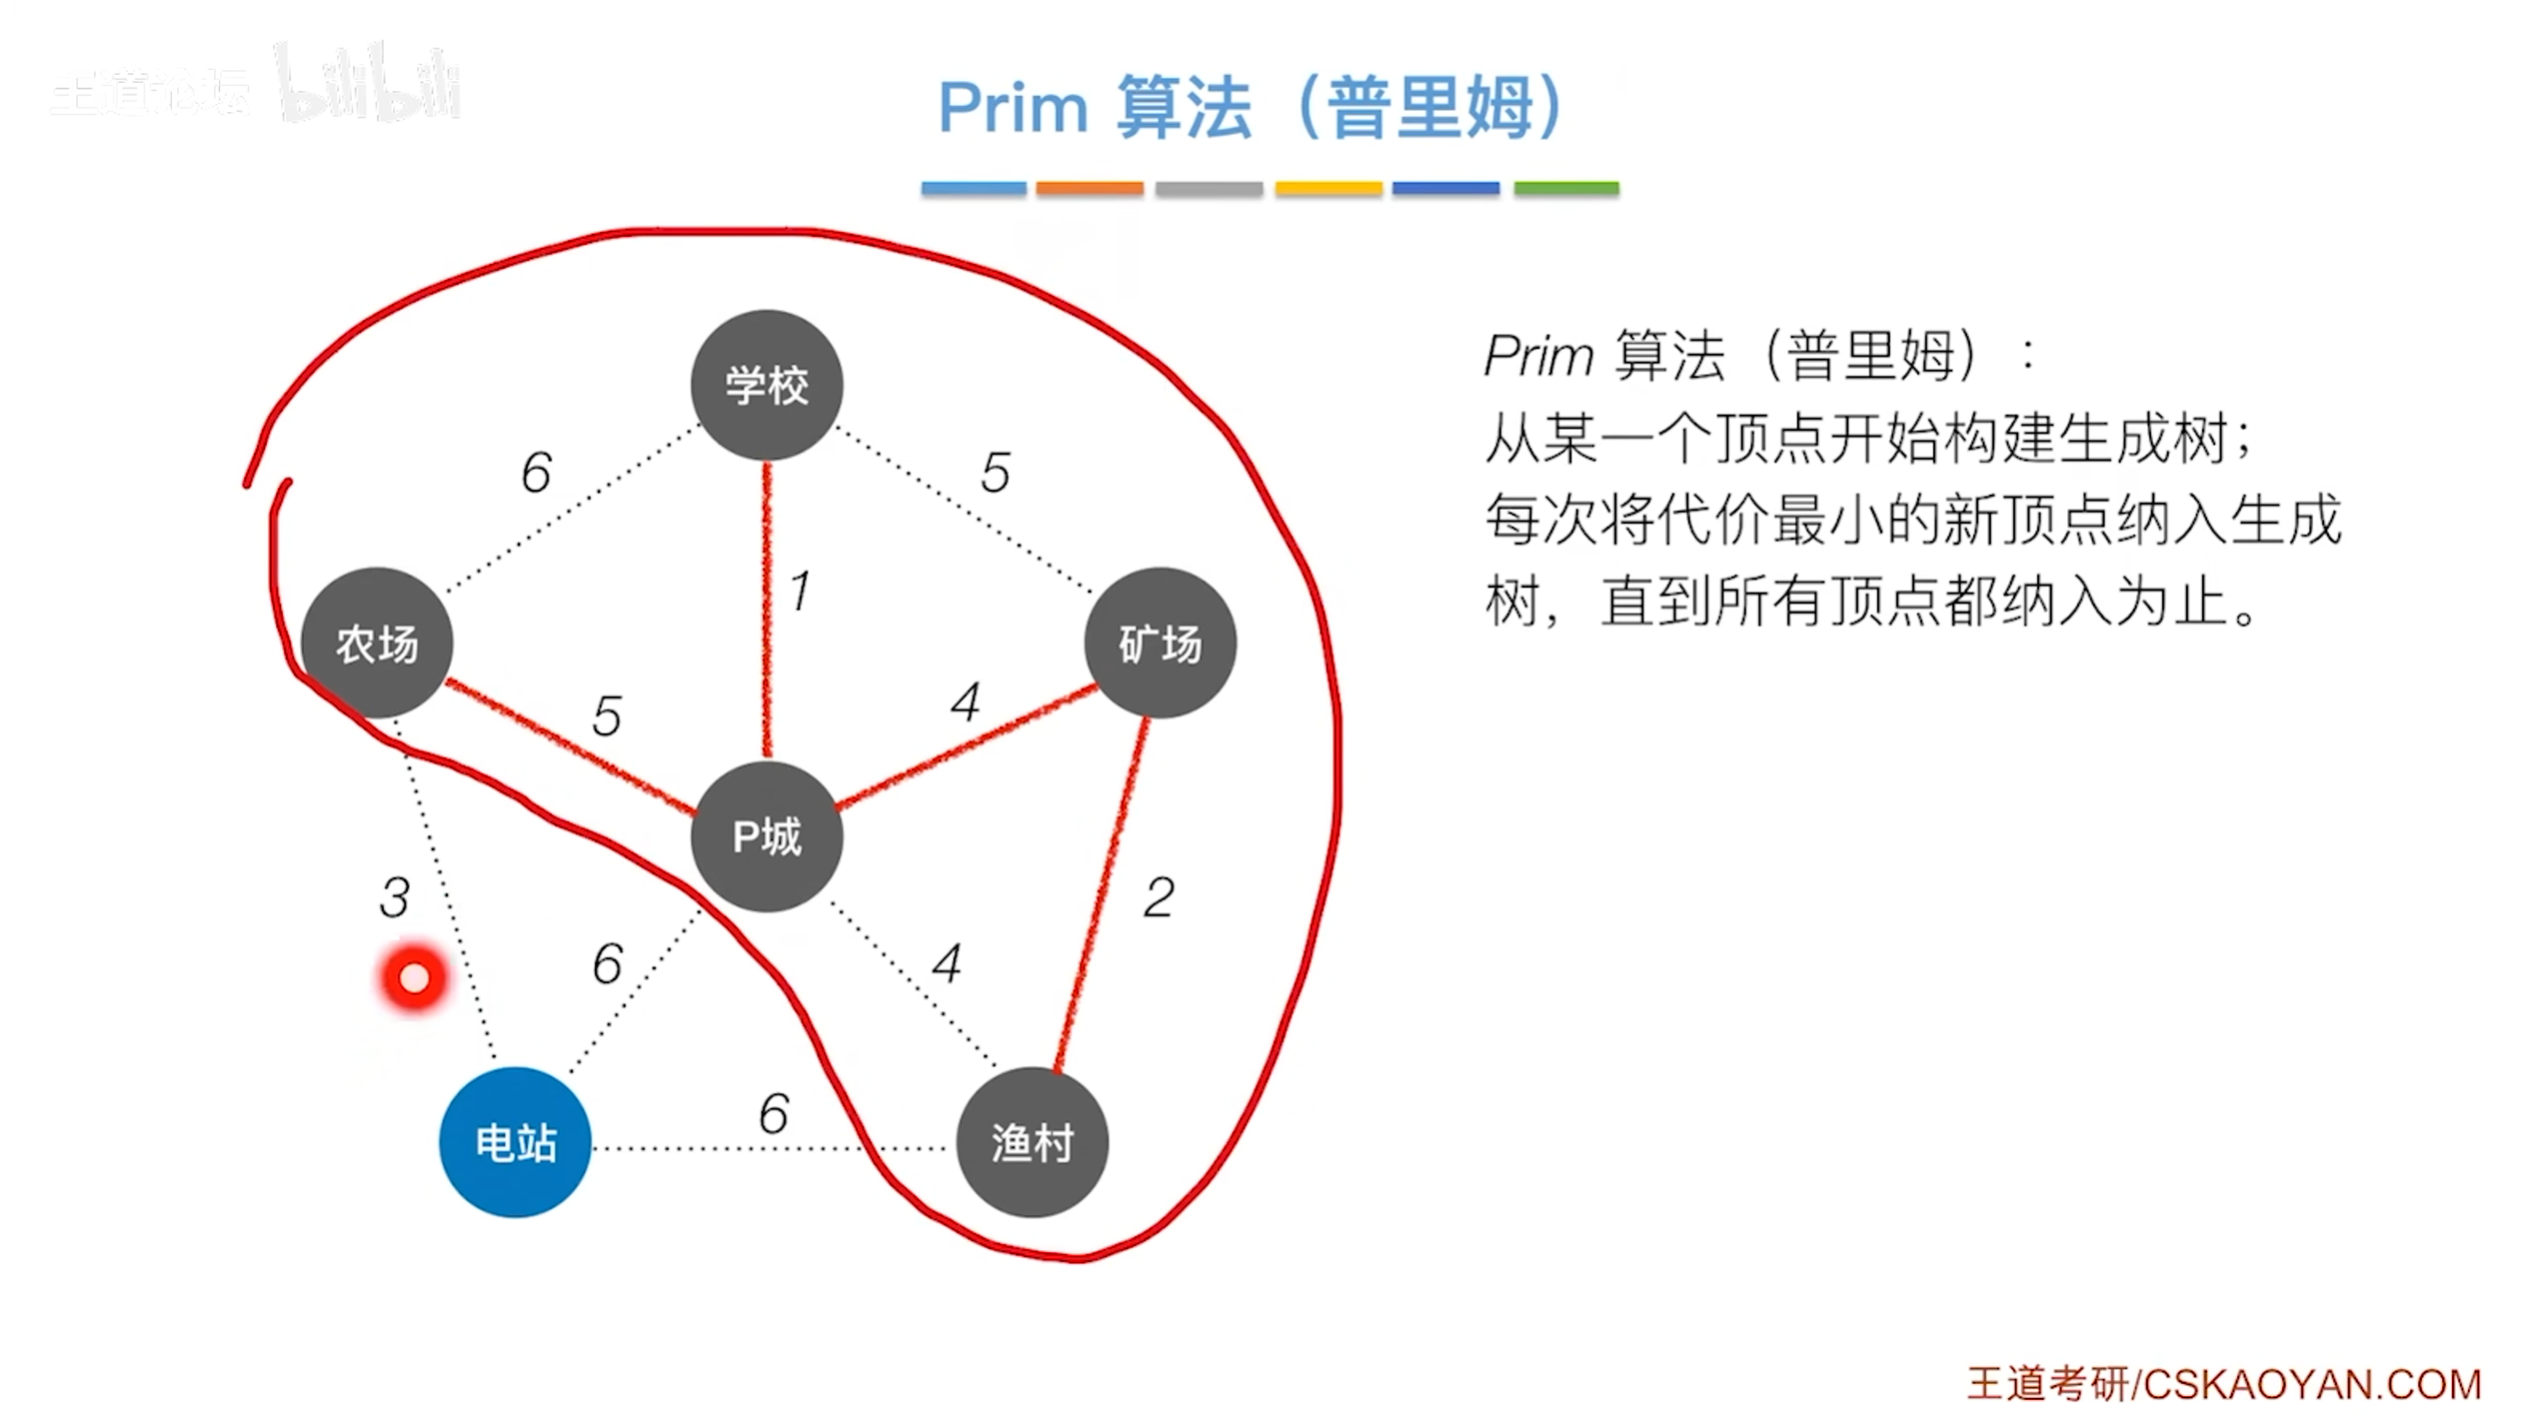 王道论坛 bilibili
Prim 算法（普里姆）
学校
6
5
1
农场
矿场
5
4
P城
3
2
6
4
电站
6
渔村
Prim 算法（普里姆）：
从某一个顶点开始构建生成树；
每次将代价最小的新顶点纳入生成
树，直到所有顶点都纳入为止。
王道考研/CSKAOYAN.COM